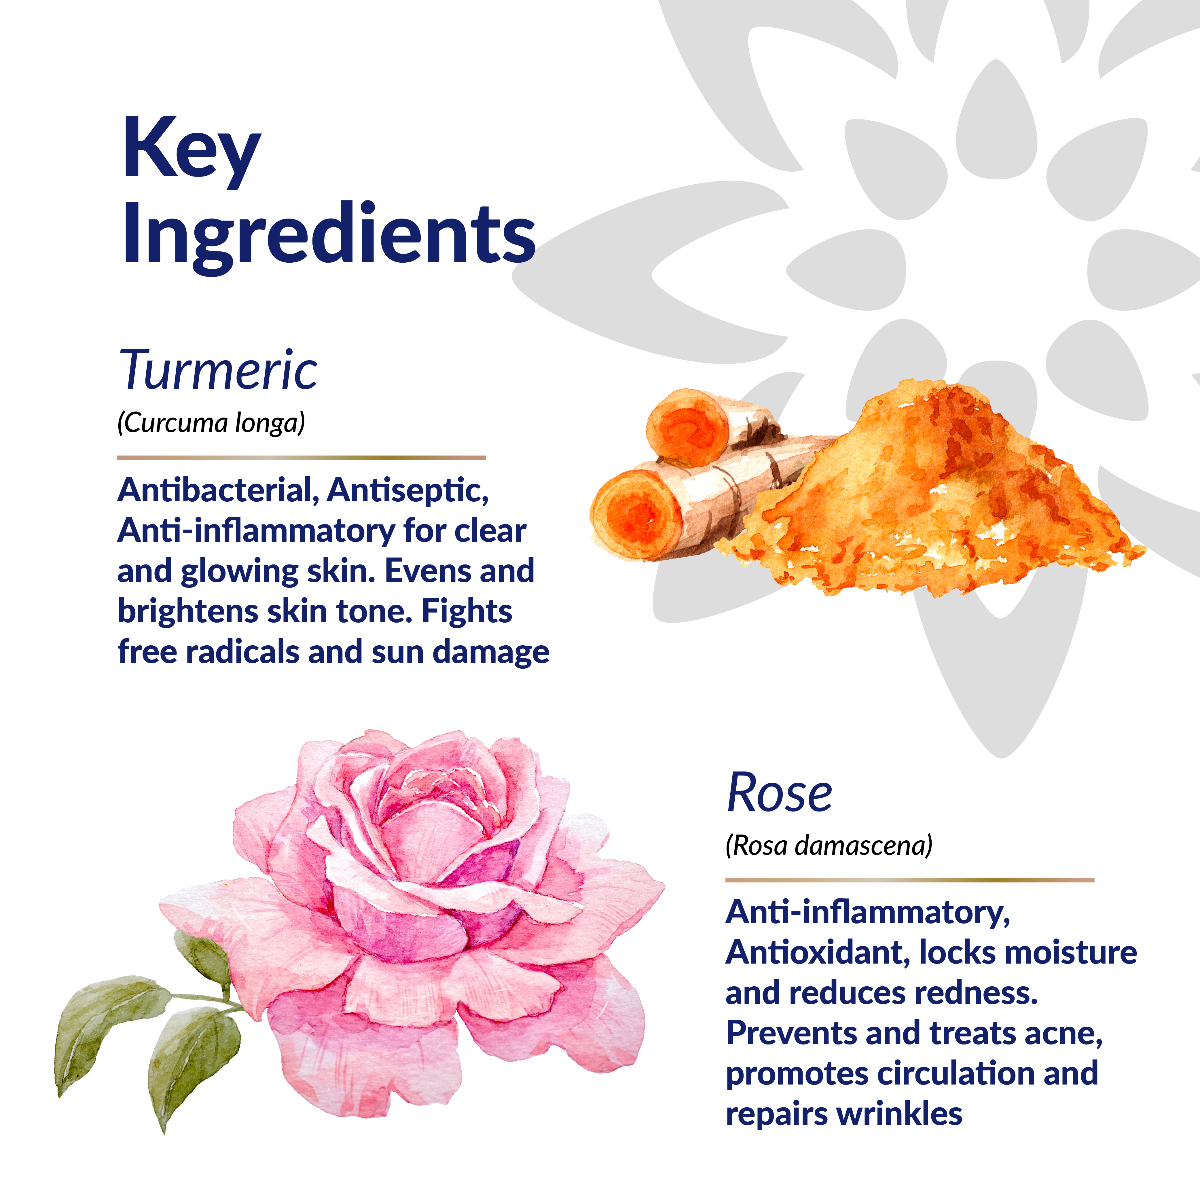 Key
Ingredients
Turmeric
(Curcuma longa)
Antibacterial, Antiseptic,
Anti-inflammatory for clear
and glowing skin. Evens and
brightens skin tone. Fights
free radicals and sun damage
Rose
(Rosa damascena)
Anti-inflammatory,
Antioxidant, locks moisture
and reduces redness.
Prevents and treats acne,
promotes circulation and
repairs wrinkles